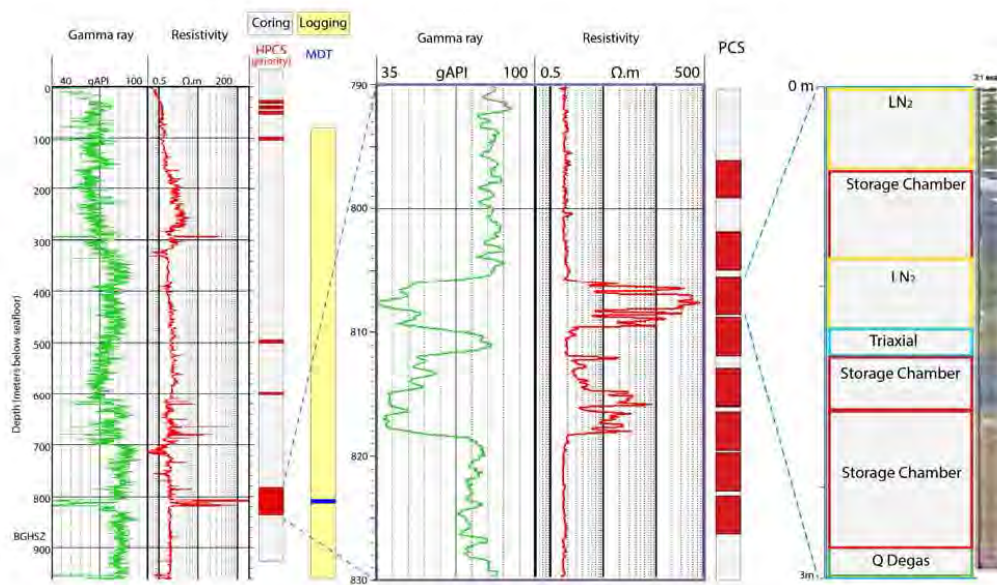 Coring
Logging
Gamma ray
Resistivity
HPCS
(priority)
MDT
40 gAPI 100
0.5 Ω.m 200
0
100
200
300
400
500
600
700
800
900
BGHSZ
Depth (meters below seafloor)
Gamma ray
Resistivity
PCS
35 gAPI 100
0.5 Ω.m 500
790
800
810
820
830
0 m
3m
LN₂
Storage Chamber
LN₂
Triaxial
Storage Chamber
Storage Chamber
Q Degas